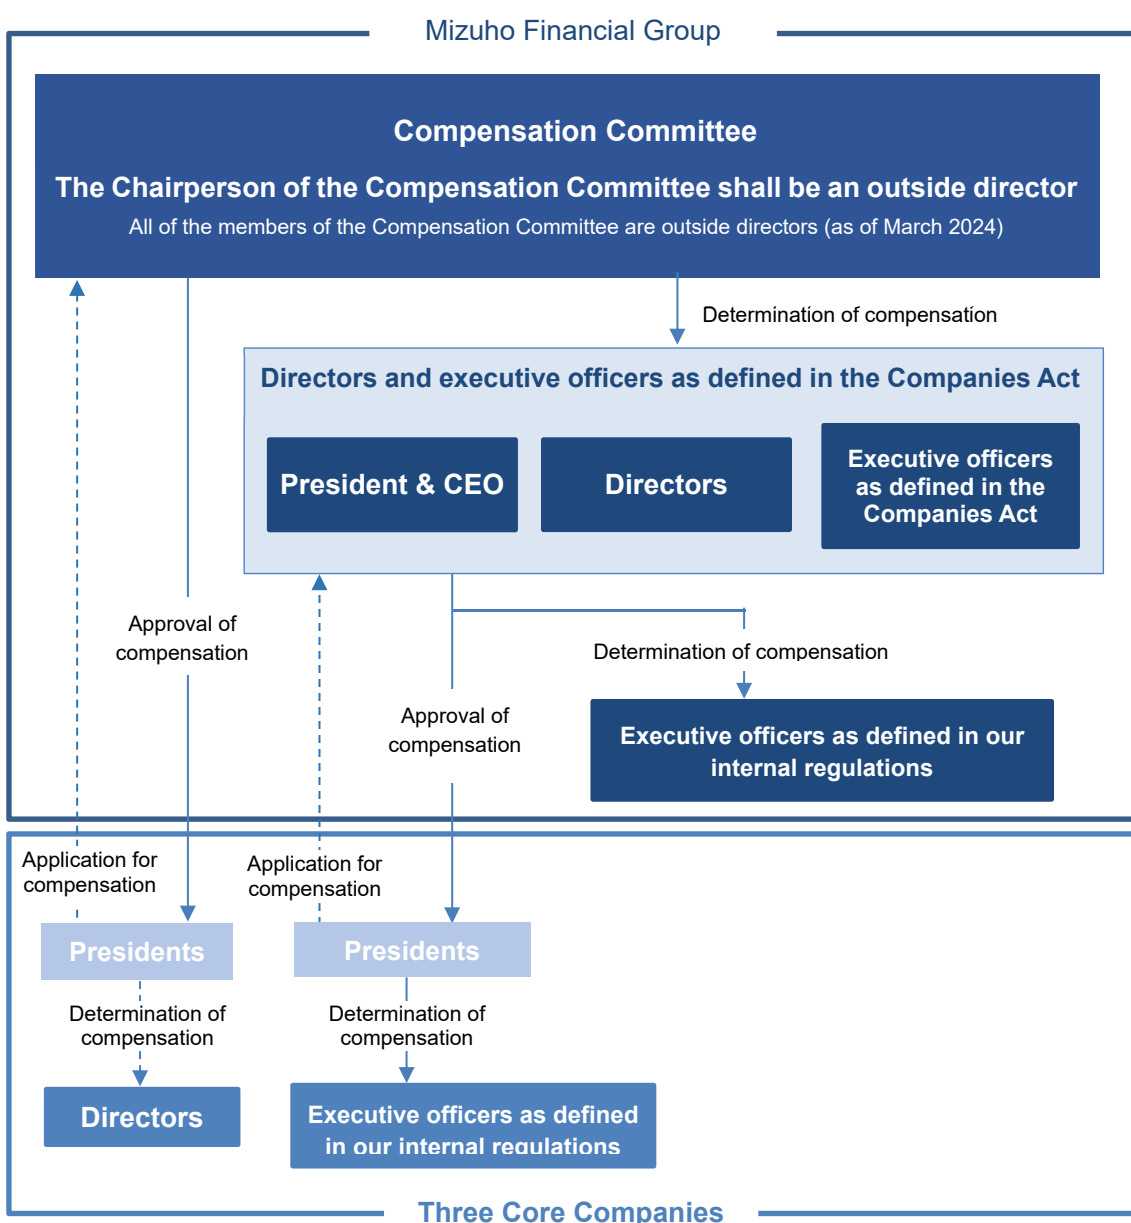 Mizuho Financial Group
Compensation Committee
The Chairperson of the Compensation Committee shall be an outside director
All of the members of the Compensation Committee are outside directors (as of March 2024)
Determination of compensation
Directors and executive officers as defined in the Companies Act
President & CEO
Directors
Executive officers
as defined in the
Companies Act
Approval of
compensation
Determination of compensation
Approval of
compensation
Executive officers as defined in our
internal regulations
Application for
compensation
Application for
compensation
Presidents
Presidents
Determination of
compensation
Determination of
compensation
Directors
Executive officers as defined
in our internal regulations
Three Core Companies